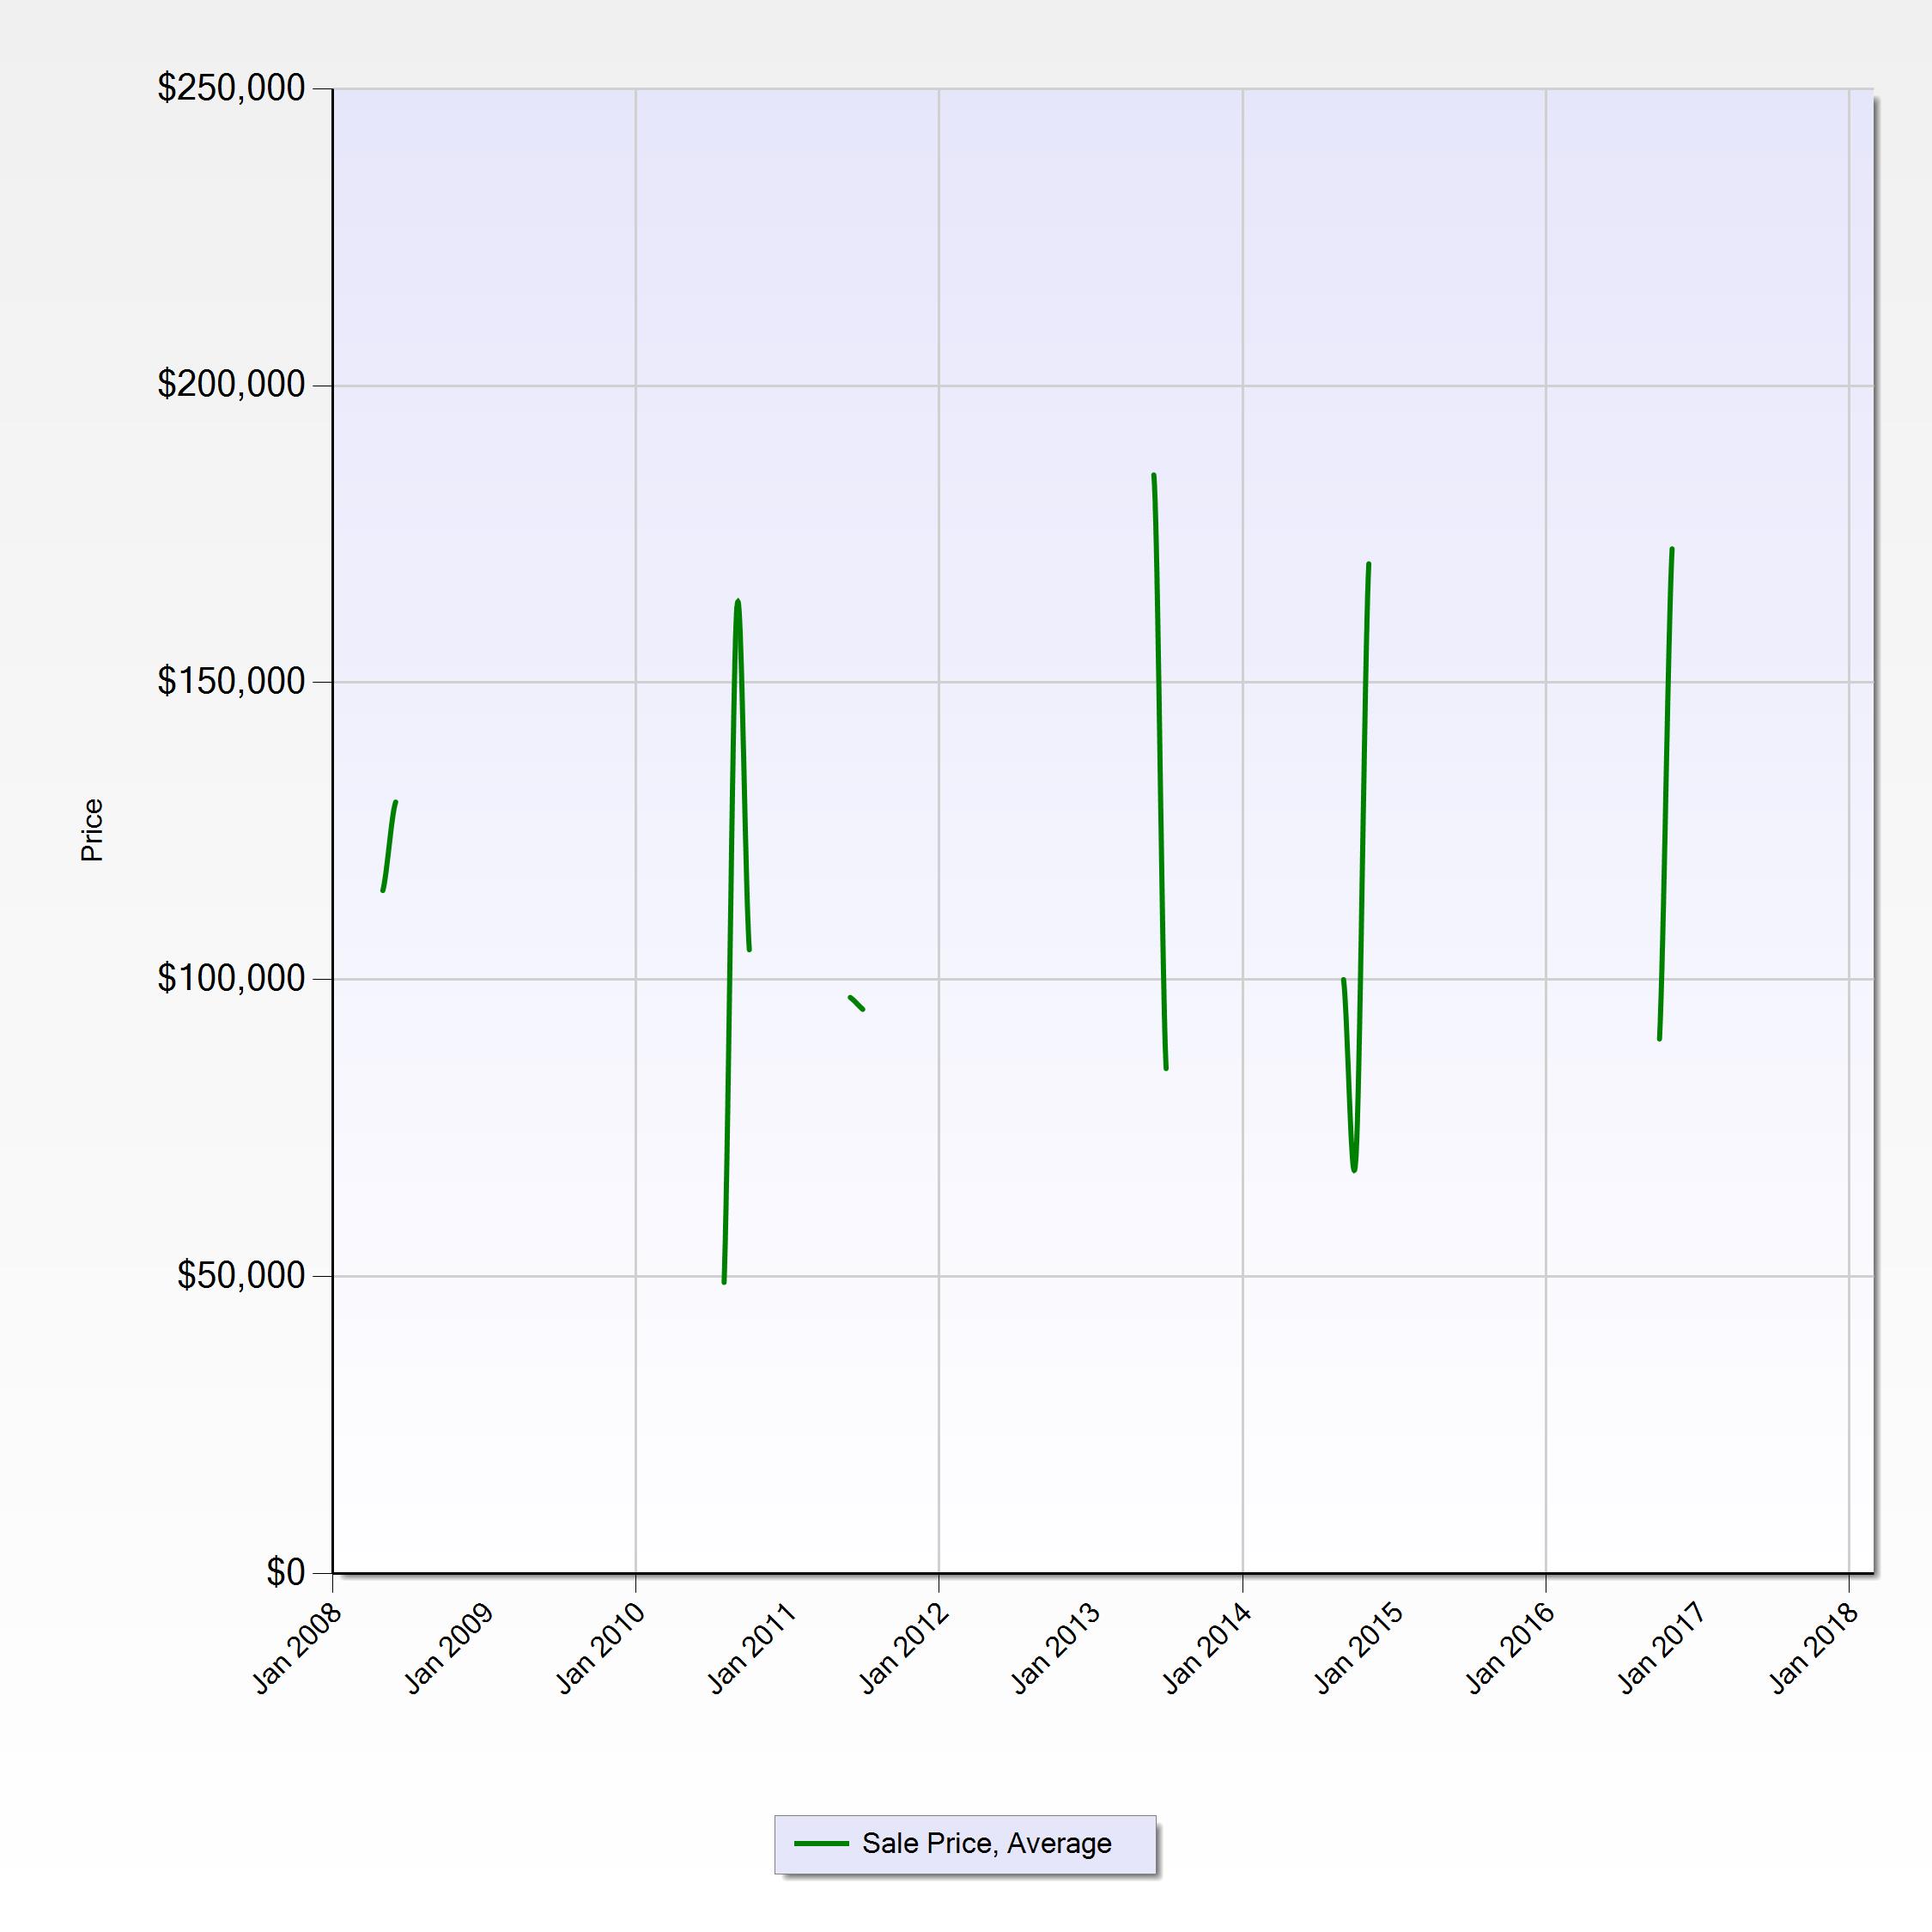 $250,000
$200,000
$150,000
$100,000
$50,000
$0
Price
Jan 2008
Jan 2009
Jan 2010
Jan 2011
Jan 2012
Jan 2013
Jan 2014
Jan 2015
Jan 2016
Jan 2017
Jan 2018
Sale Price, Average